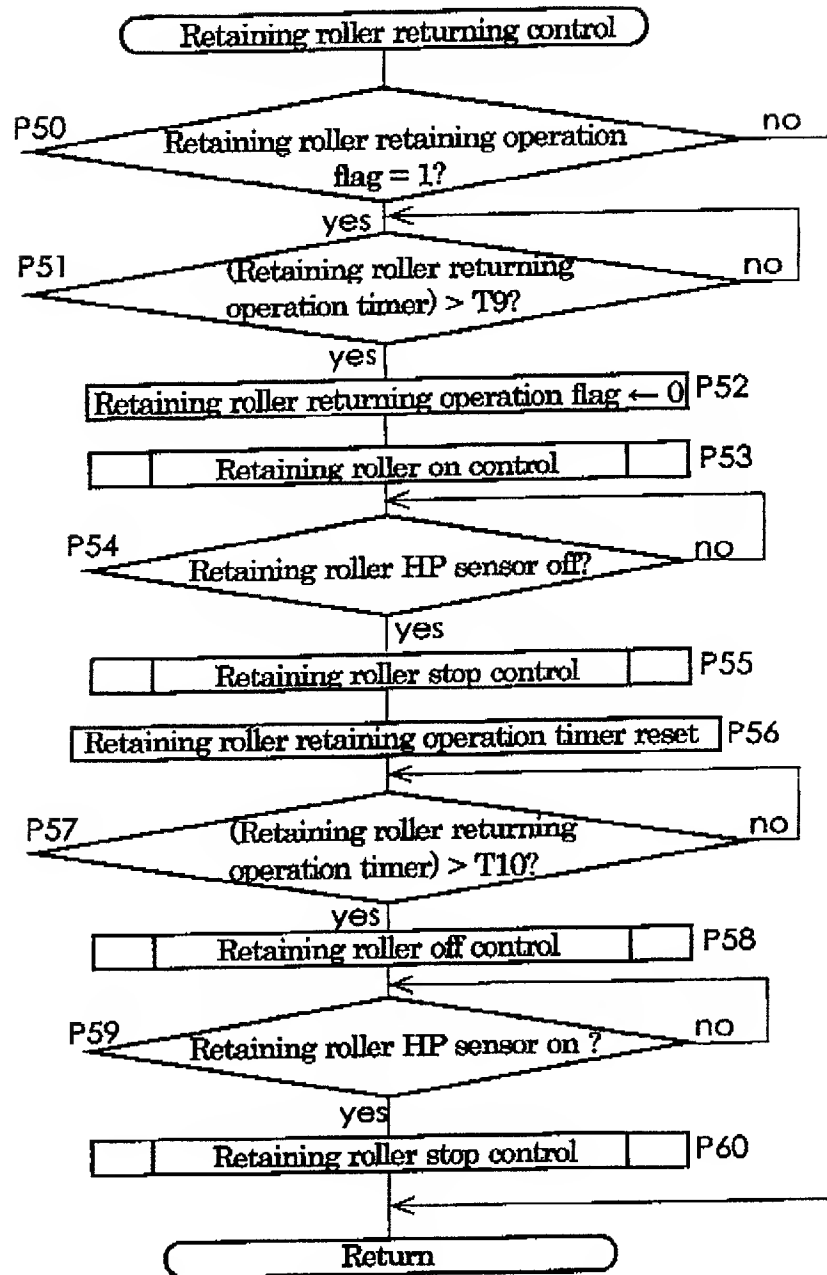 Retaining roller returning control
P50
Retaining roller retaining operation
flag = 1?
no
yes
P51
(Retaining roller returning
operation timer) > T9?
no
yes
Retaining roller returning operation flag ← 0
P52
Retaining roller on control
P53
P54
Retaining roller HP sensor off?
no
yes
Retaining roller stop control
P55
Retaining roller retaining operation timer reset
P56
P57
(Retaining roller returning
operation timer) > T10?
no
yes
Retaining roller off control
P58
P59
Retaining roller HP sensor on ?
no
yes
Retaining roller stop control
P60
Return